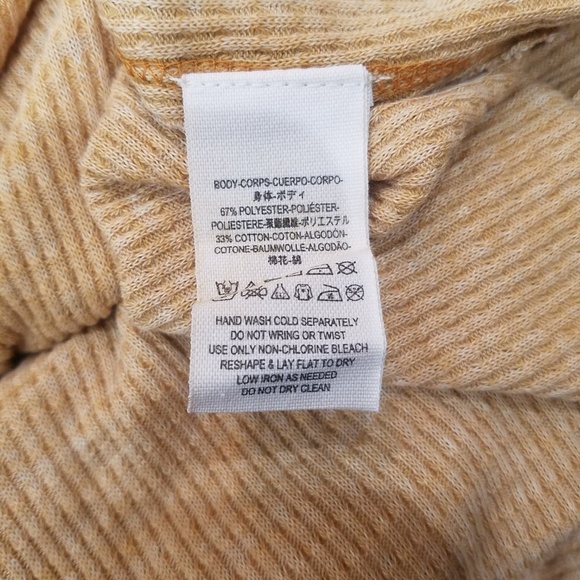 BODY-CORPS-CUERPO-CORPO-
身体-ボディ
67% POLYESTER-POLIÉSTER-
POLIESTERE-聚酯纖維-ポリエステル
33% COTTON-COTON-ALGODÓN-
COTONE-BAUMWOLLE-ALGODÃO-
棉花-綿
HAND WASH COLD SEPARATELY
DO NOT WRING OR TWIST
USE ONLY NON-CHLORINE BLEACH
RESHAPE & LAY FLAT TO DRY
LOW IRON AS NEEDED
DO NOT DRY CLEAN